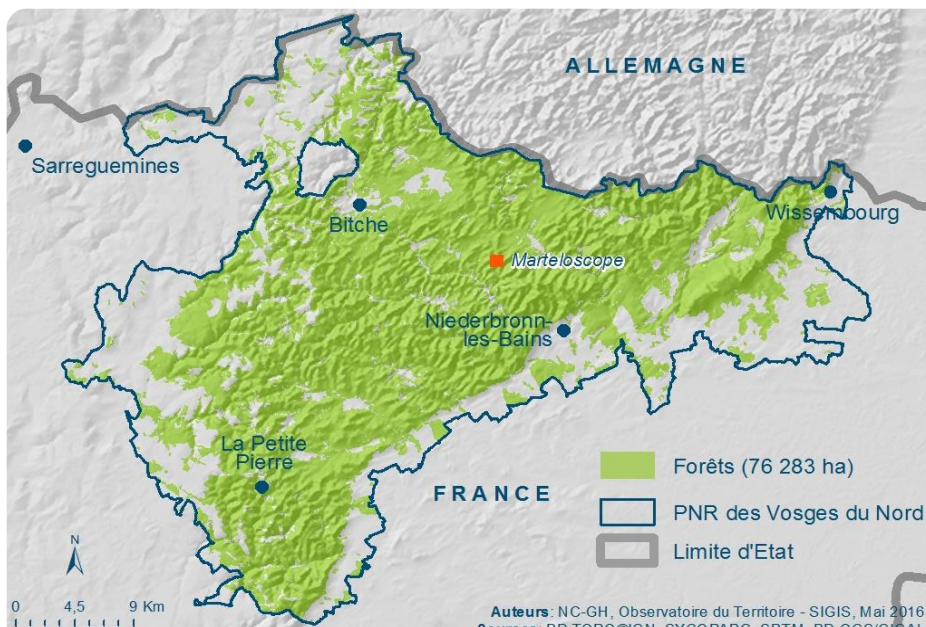 ALLEMAGNE
Sarreguemines
Wissembourg
Bitche
Marteloscope
Niederbronn-
les-Bains
La Petite
Pierre
Forêts (76 283 ha)
FRANCE
PNR des Vosges du Nord
Limite d'Etat
N
0 4,5 9 Km
Auteurs: NC-GH, Observatoire du Territoire - SIGIS, Mai 2016